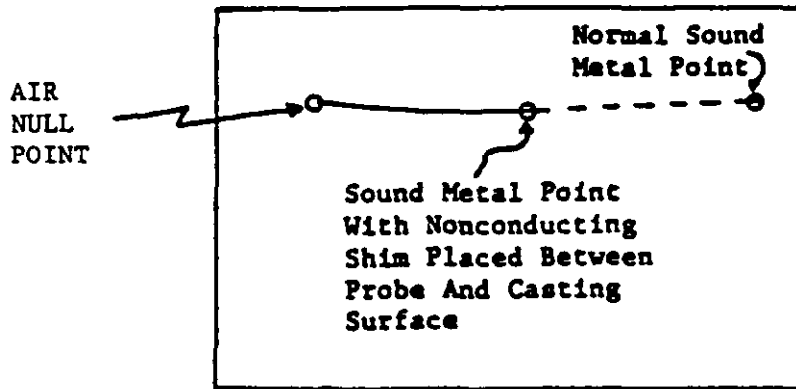 Normal Sound
Metal Point
AIR
NULL
POINT
Sound Metal Point
With Nonconducting
Shim Placed Between
Probe And Casting
Surface